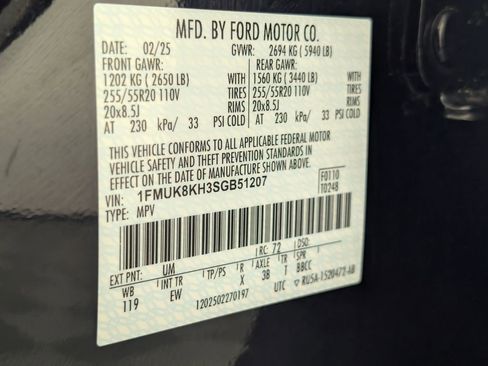 MFD. BY FORD MOTOR CO.
DATE: 02/25 GVWR: 2694 KG ( 5940 LB)
FRONT GAWR: REAR GAWR:
1202 KG ( 2650 LB) WITH 1560 KG ( 3440 LB) WITH
255/55R20 110V TIRES 255/55R20 110V TIRES
20x8.5J RIMS 20x8.5J RIMS
AT 230 kPa/ 33 PSI COLD AT 230 kPa/ 33 PSI COLD
THIS VEHICLE CONFORMS TO ALL APPLICABLE FEDERAL MOTOR
VEHICLE SAFETY AND THEFT PREVENTION STANDARDS IN
EFFECT ON THE DATE OF MANUFACTURE SHOWN ABOVE.
VIN: 1FMUK8KH3SGB51207 F0110
TYPE: MPV T0248
EXT PNT: UM RC: 72 DSO:
WB INT TR TP/PS R AXLE TR SPR
119 EW X 3B T BBCC
1202502270197 UTC ▽ RU5A-1520472-AB